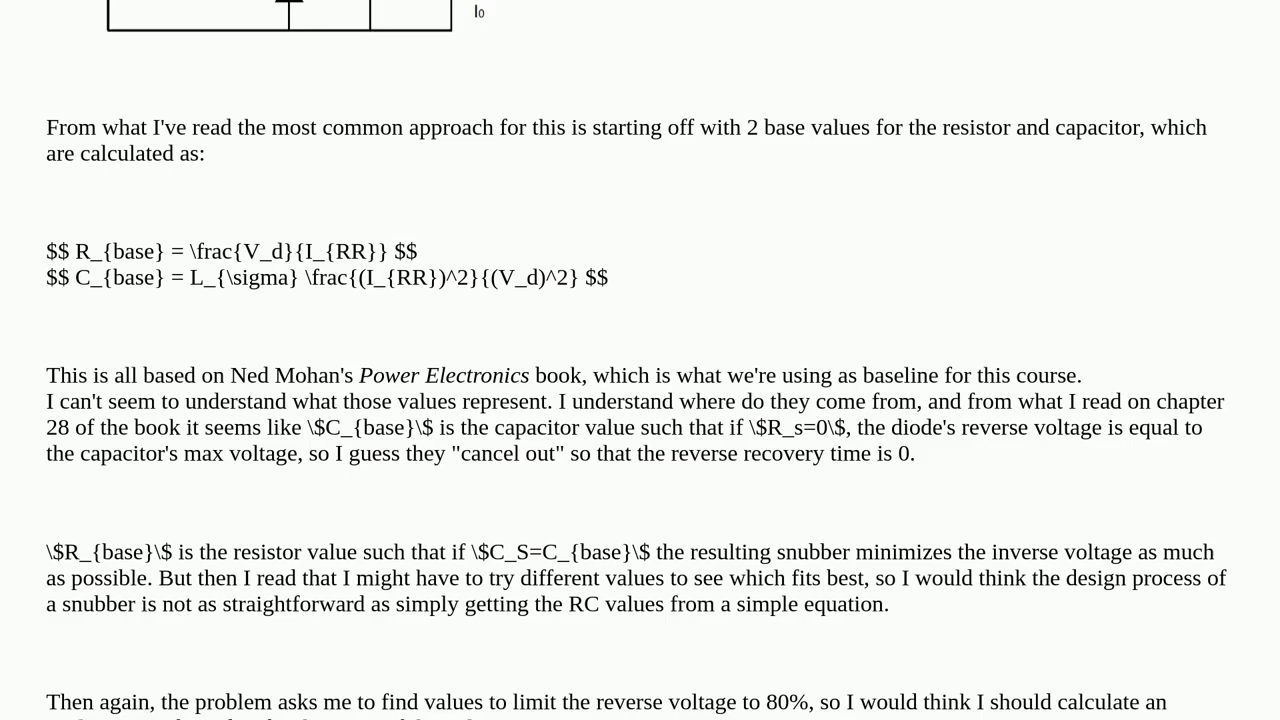 I₀
From what I've read the most common approach for this is starting off with 2 base values for the resistor and capacitor, which
are calculated as:
$$ R_{base} = \frac{V_d}{I_{RR}} $$
$$ C_{base} = L_{\sigma} \frac{(I_{RR})^2}{(V_d)^2} $$
This is all based on Ned Mohan's Power Electronics book, which is what we're using as baseline for this course.
I can't seem to understand what those values represent. I understand where do they come from, and from what I read on chapter
28 of the book it seems like \$C_{base}\$ is the capacitor value such that if \$R_s=0\$, the diode's reverse voltage is equal to
the capacitor's max voltage, so I guess they "cancel out" so that the reverse recovery time is 0.
\$R_{base}\$ is the resistor value such that if \$C_S=C_{base}\$ the resulting snubber minimizes the inverse voltage as much
as possible. But then I read that I might have to try different values to see which fits best, so I would think the design process of
a snubber is not as straightforward as simply getting the RC values from a simple equation.
Then again, the problem asks me to find values to limit the reverse voltage to 80%, so I would think I should calculate an